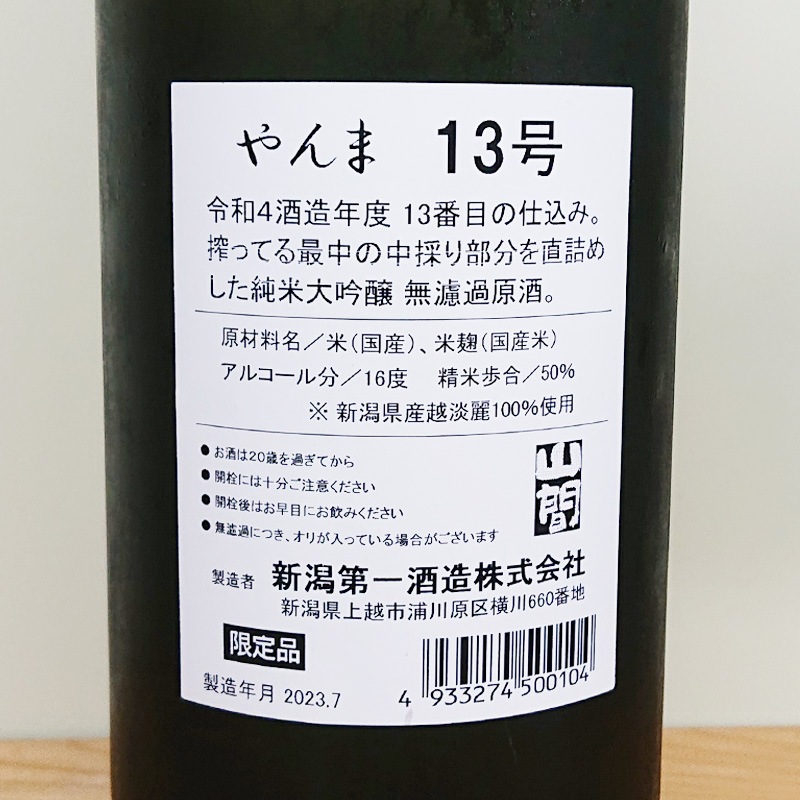 やんま 13号
令和4酒造年度 13番目の仕込み。
搾ってる最中の中採り部分を直詰め
した純米大吟醸 無濾過原酒。
原材料名／米(国産)、米麹(国産米)
アルコール分／16度 精米歩合／50%
※ 新潟県産越淡麗100%使用
● お酒は20歳を過ぎてから
● 開栓には十分ご注意ください
● 開栓後はお早目にお飲みください
● 無濾過につき、オリが入っている場合がございます
山間
製造者 新潟第一酒造株式会社
新潟県上越市浦川原区横川660番地
限定品
製造年月 2023.7
4 933274 500104